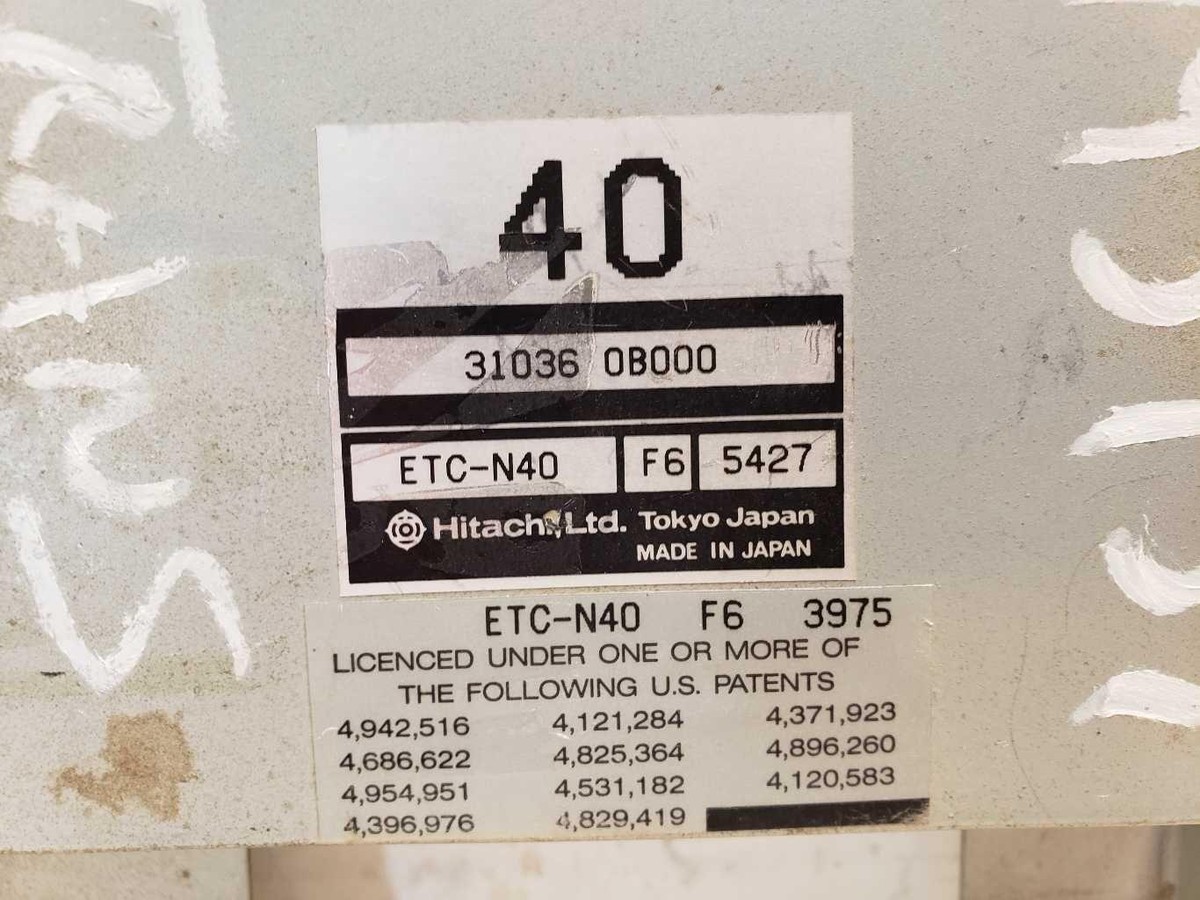 40
31036 0B000
ETC-N40 F6 5427
Hitachi, Ltd. Tokyo Japan
MADE IN JAPAN
ETC-N40 F6 3975
LICENCED UNDER ONE OR MORE OF
THE FOLLOWING U.S. PATENTS
4,942,516 4,121,284 4,371,923
4,686,622 4,825,364 4,896,260
4,954,951 4,531,182 4,120,583
4,396,976 4,829,419